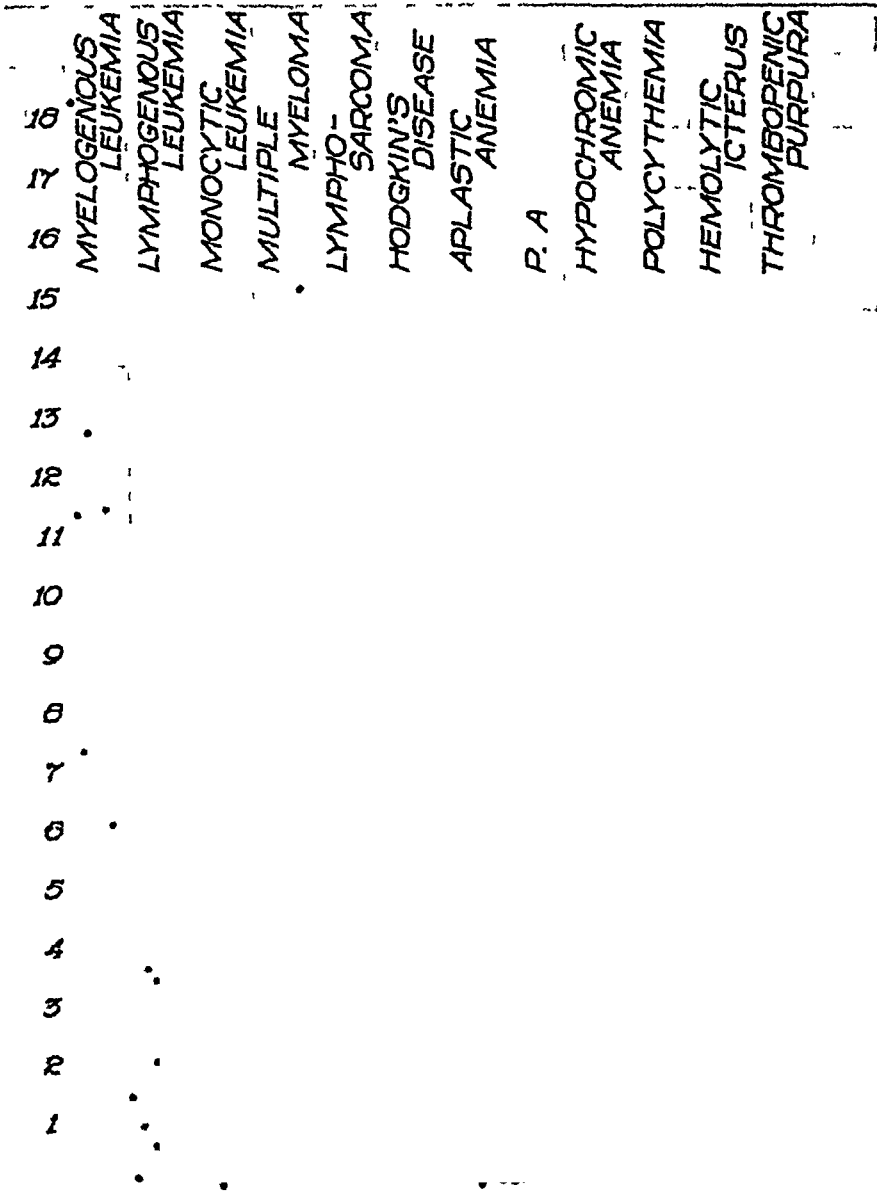 MYELOGENOUS
LEUKEMIA
LYMPHOGENOUS
LEUKEMIA
MONOCYTIC
LEUKEMIA
MULTIPLE
MYELOMA
LYMPHO-
SARCOMA
HODGKIN'S
DISEASE
APLASTIC
ANEMIA
P. A
HYPOCHROMIC
ANEMIA
POLYCYTHEMIA
HEMOLYTIC
ICTERUS
THROMBOPENIC
PURPURA
18
17
16
15
14
13
12
11
10
9
8
7
6
5
4
3
2
1